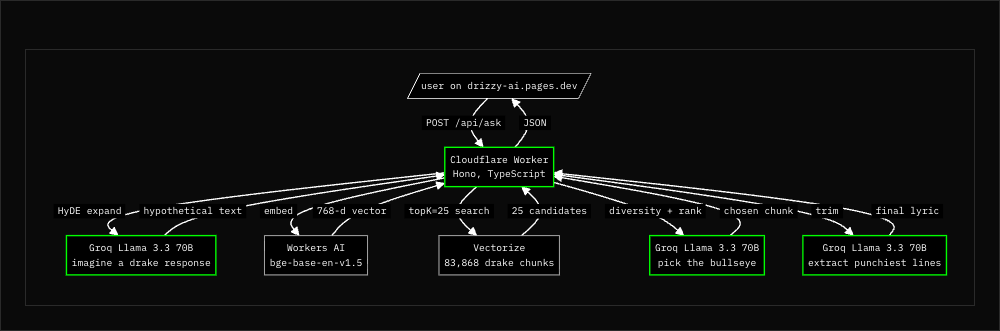 user on drizzy-ai.pages.dev
POST /api/ask
JSON
Cloudflare Worker
Hono, TypeScript
HyDE expand
hypothetical text
embed
768-d vector
topK=25 search
25 candidates
diversity + rank
chosen chunk
trim
final lyric
Groq Llama 3.3 70B
imagine a drake response
Workers AI
bge-base-en-v1.5
Vectorize
83,868 drake chunks
Groq Llama 3.3 70B
pick the bullseye
Groq Llama 3.3 70B
extract punchiest lines